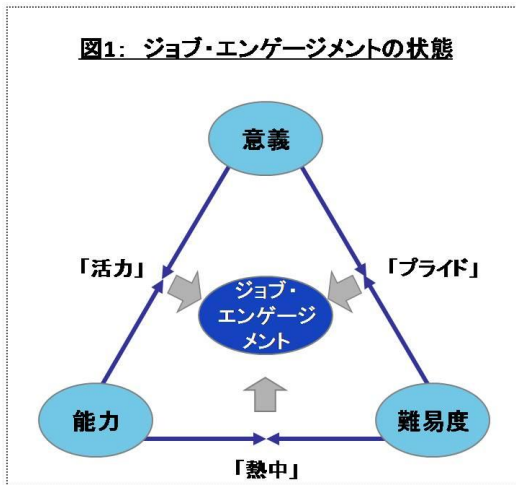 図1: ジョブ・エンゲージメントの状態
意義
「活力」
「プライド」
ジョブ・
エンゲージ
メント
能力
難易度
「熱中」